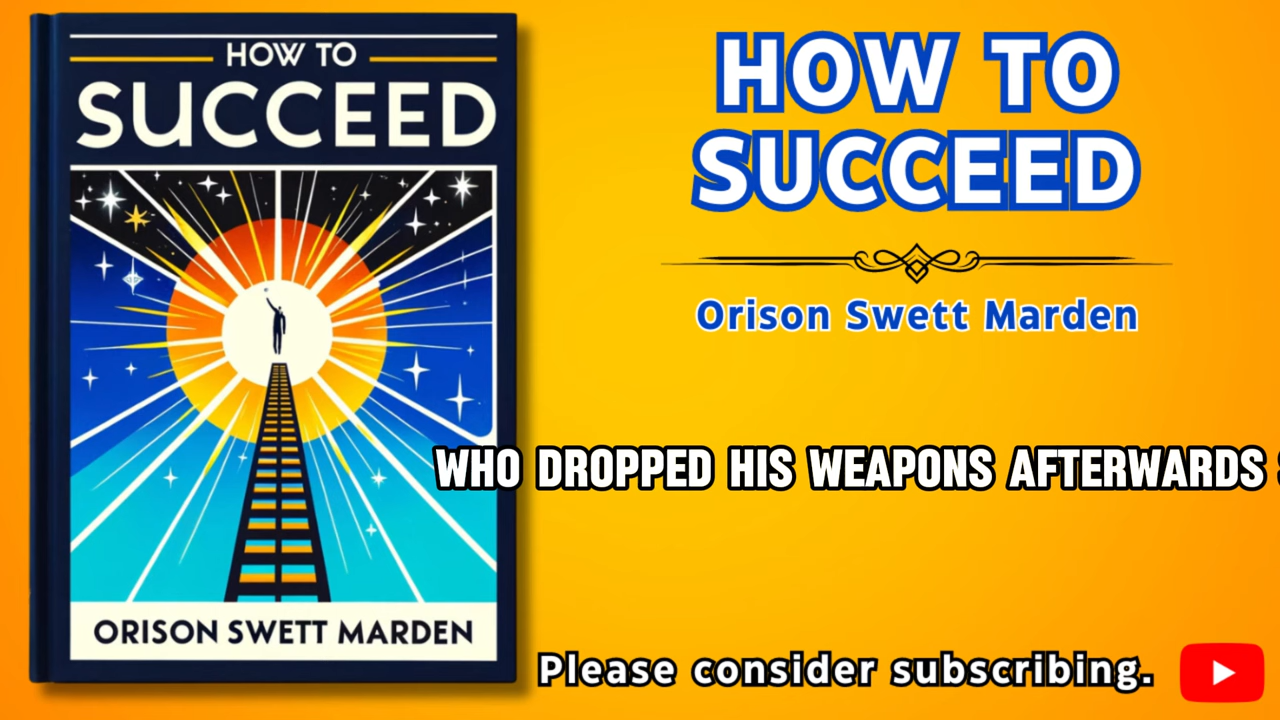 HOW TO
SUCCEED
ORISON SWETT MARDEN
HOW TO
SUCCEED
Orison Swett Marden
WHO DROPPED HIS WEAPONS AFTERWARDS
Please consider subscribing.